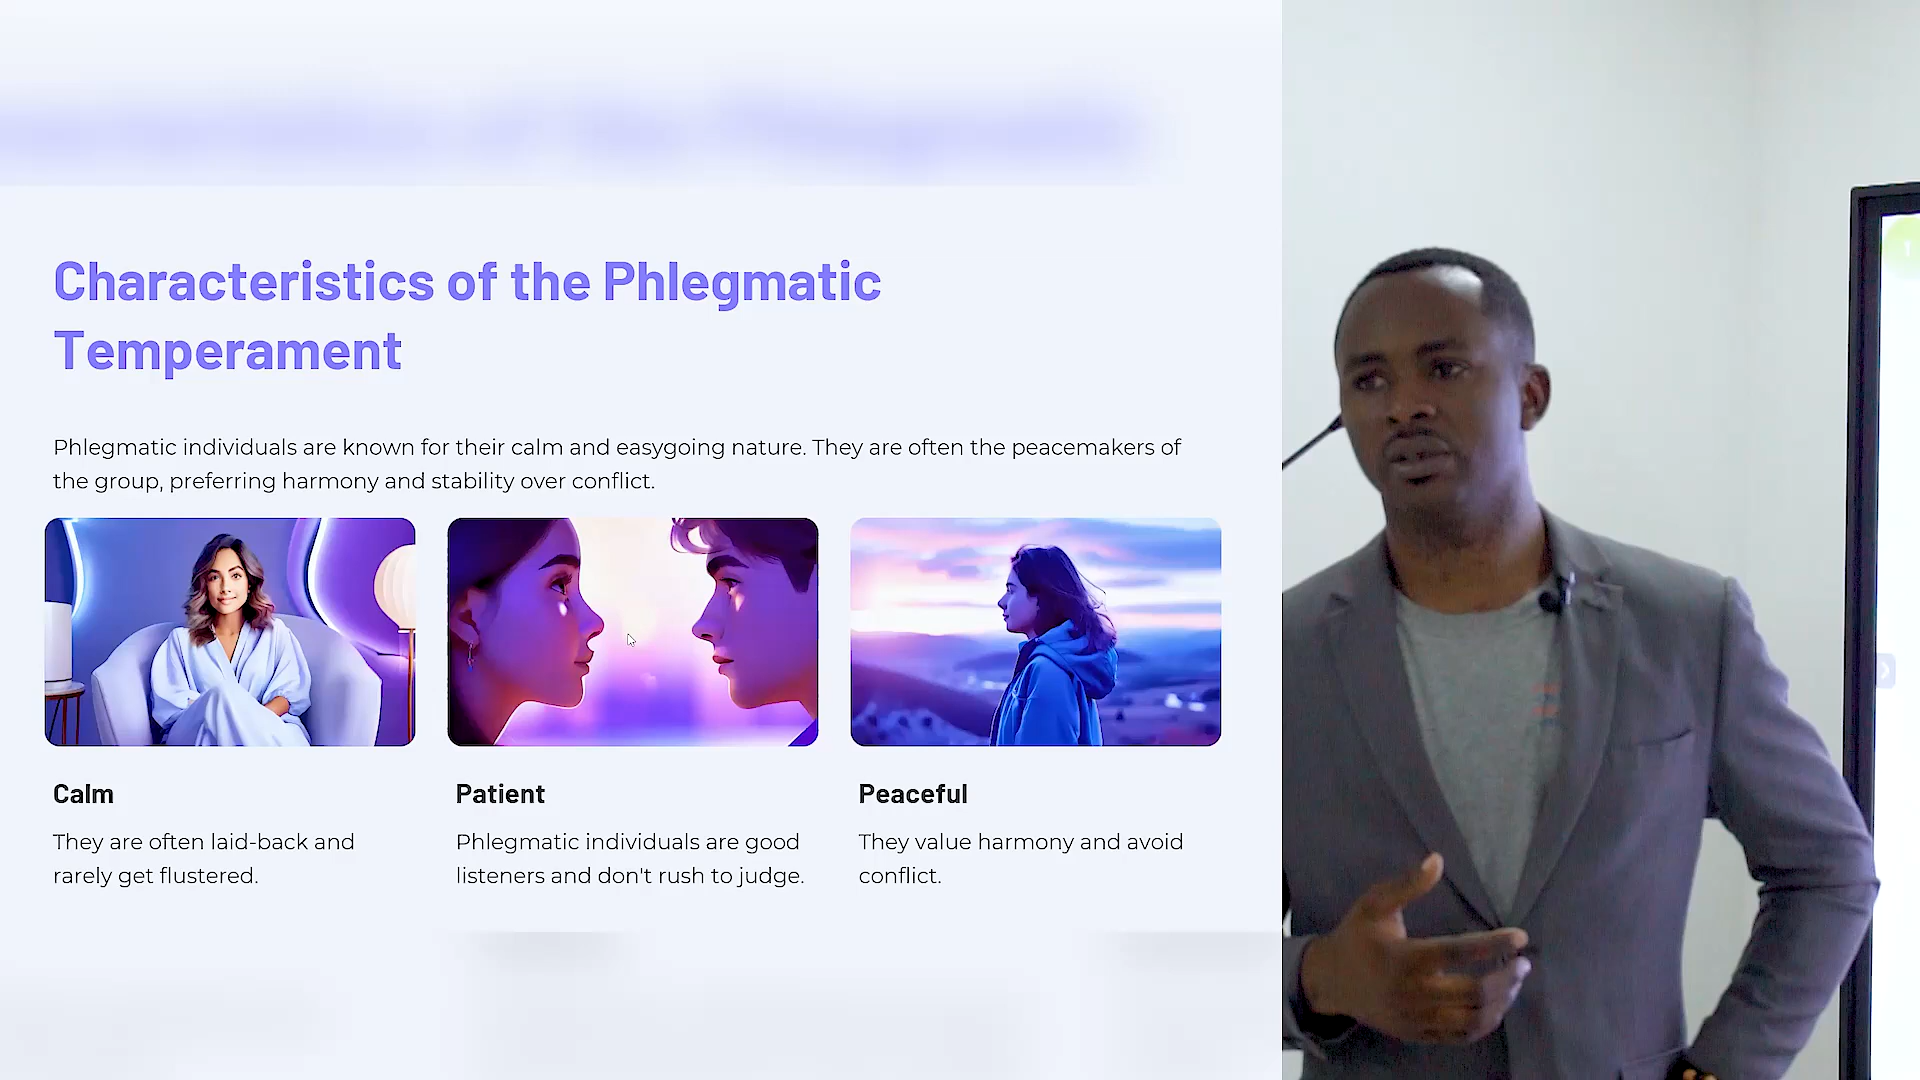 Characteristics of the Phlegmatic
Temperament
Phlegmatic individuals are known for their calm and easygoing nature. They are often the peacemakers of
the group, preferring harmony and stability over conflict.
Calm
They are often laid-back and
rarely get flustered.
Patient
Phlegmatic individuals are good
listeners and don't rush to judge.
Peaceful
They value harmony and avoid
conflict.